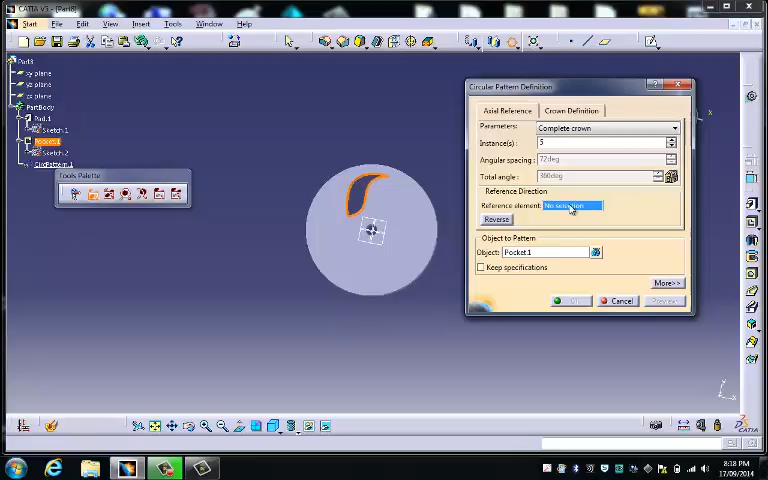 CATIA V5 - [Part8]
Start File Edit View Insert Tools Window Help
Part3
xy plane
yz plane
zx plane
PartBody
Pad.1
Sketch.1
Pocket.1
Sketch.2
CircPattern.1
Tools Palette
Circular Pattern Definition
Axial Reference Crown Definition
Parameters: Complete crown
Instance(s): 5
Angular spacing: 72deg
Total angle: 360deg
Reference Direction
Reference element: No selection
Reverse
Object to Pattern
Object: Pocket.1
Keep specifications
More>>
OK Cancel Preview
CATIA
8:18 PM
17/09/2014